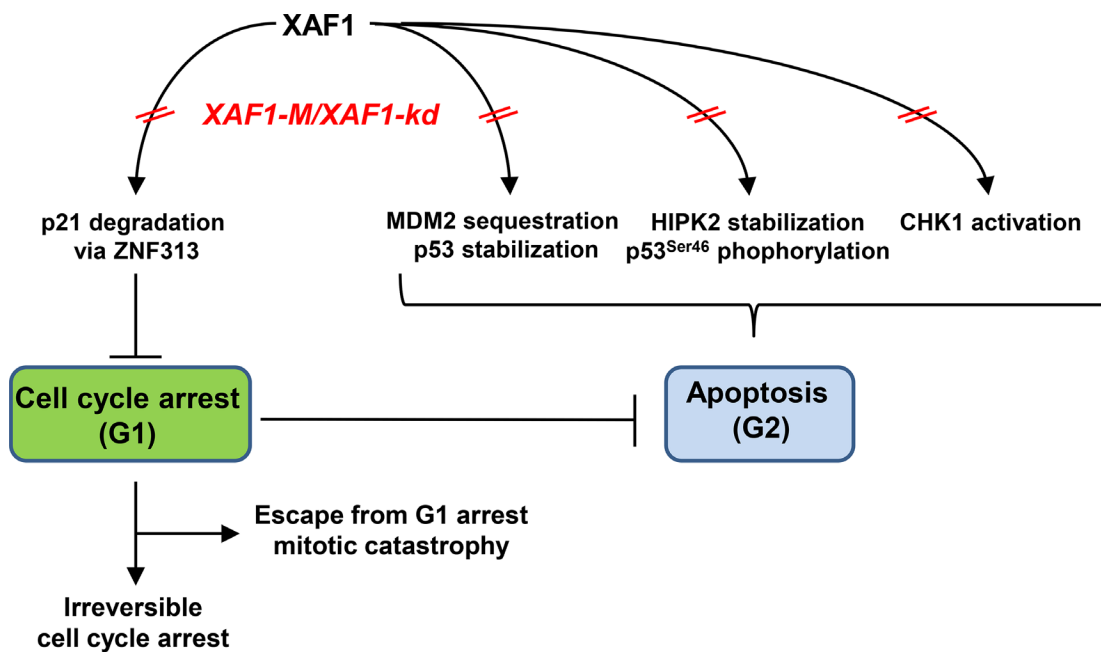 XAF1
XAF1-M/XAF1-kd
p21 degradation
via ZNF313
MDM2 sequestration
p53 stabilization
HIPK2 stabilization
p53Ser46 phophorylation
CHK1 activation
Cell cycle arrest
(G1)
Apoptosis
(G2)
Escape from G1 arrest
mitotic catastrophy
Irreversible
cell cycle arrest